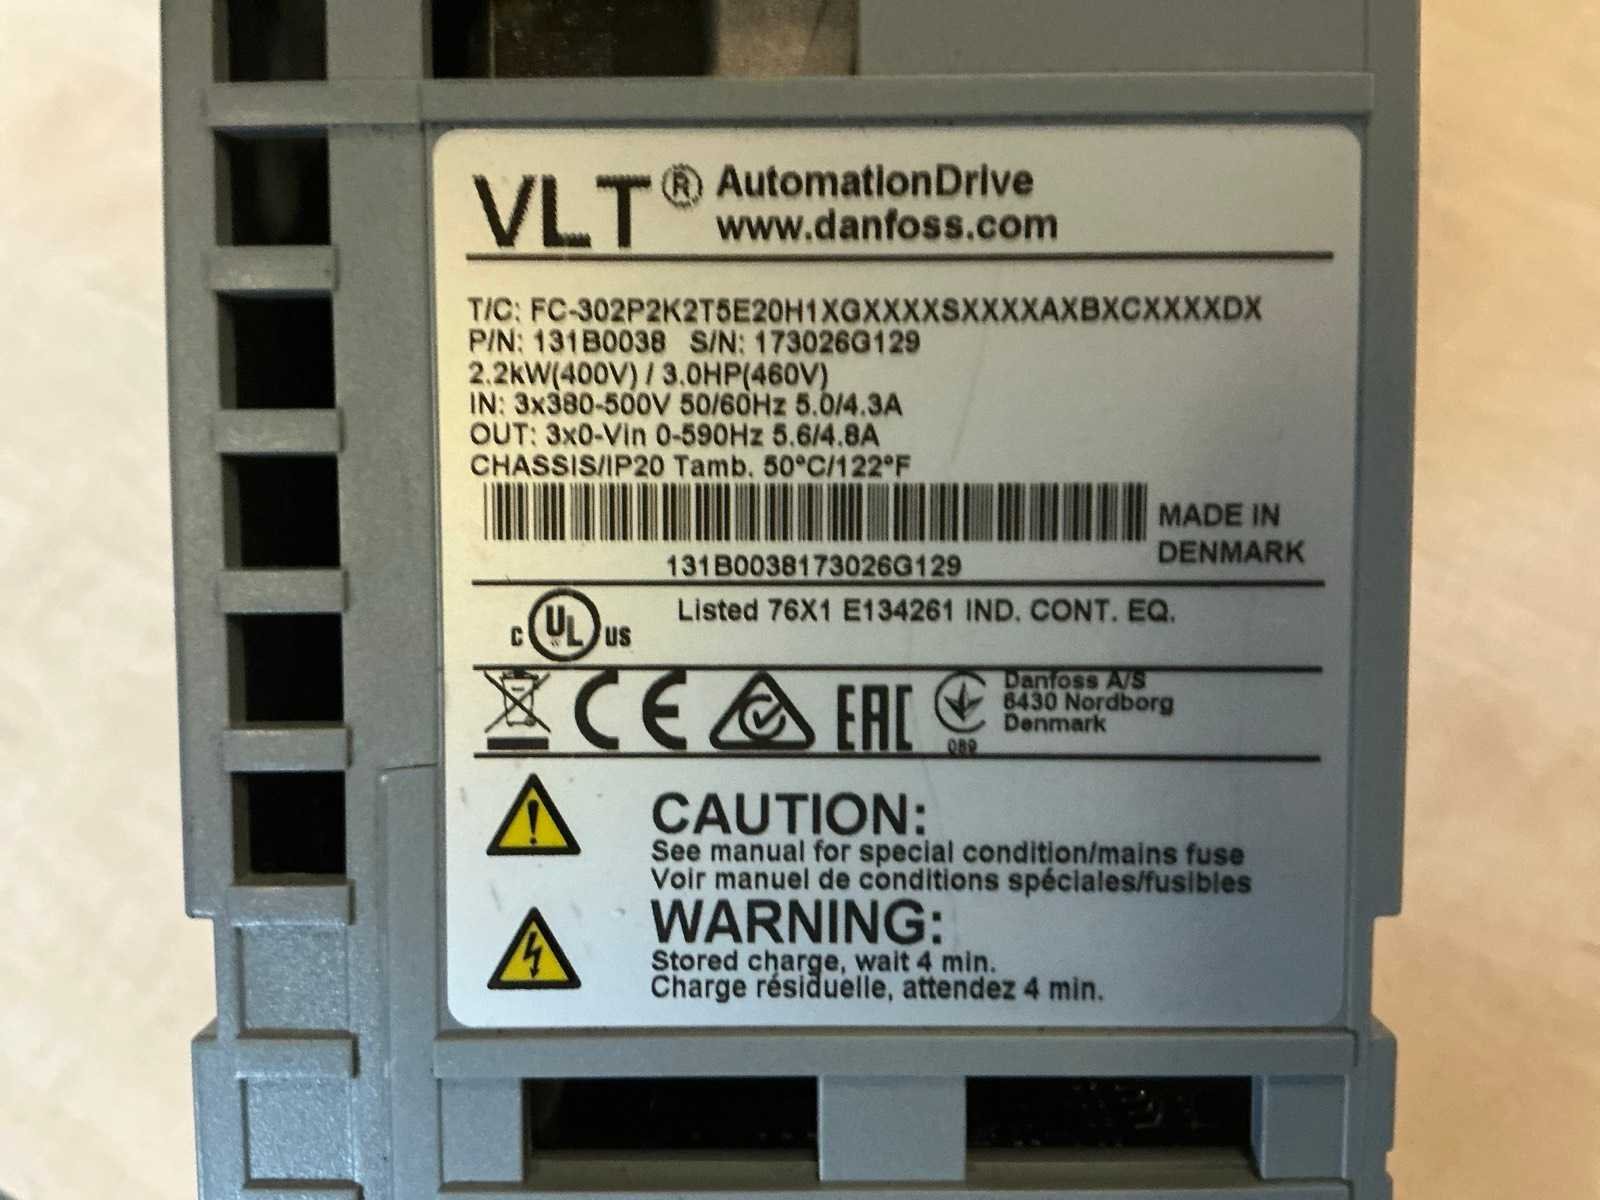 VLT® AutomationDrive
www.danfoss.com
T/C: FC-302P2K2T5E20H1XGXXXXSXXXXAXBXCXXXXDX
P/N: 131B0038 S/N: 173026G129
2.2kW(400V) / 3.0HP(460V)
IN: 3x380-500V 50/60Hz 5.0/4.3A
OUT: 3x0-Vin 0-590Hz 5.6/4.8A
CHASSIS/IP20 Tamb. 50°C/122°F
MADE IN
DENMARK
131B0038173026G129
C UL US Listed 76X1 E134261 IND. CONT. EQ.
CE EAC
Danfoss A/S
6430 Nordborg
Denmark
089
CAUTION:
See manual for special condition/mains fuse
Voir manuel de conditions spéciales/fusibles
WARNING:
Stored charge, wait 4 min.
Charge résiduelle, attendez 4 min.